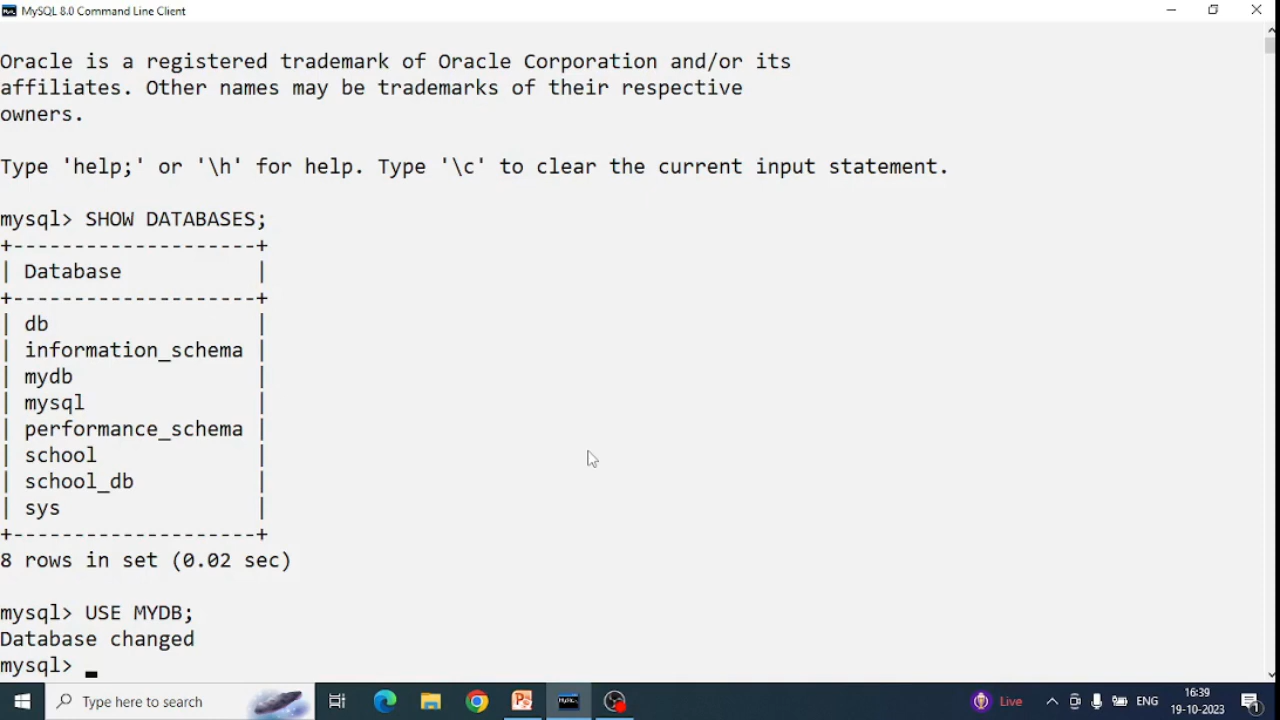 MySQL 8.0 Command Line Client
Oracle is a registered trademark of Oracle Corporation and/or its
affiliates. Other names may be trademarks of their respective
owners.
Type 'help;' or '\h' for help. Type '\c' to clear the current input statement.
mysql> SHOW DATABASES;
+--------------------+
| Database           |
+--------------------+
| db                 |
| information_schema |
| mydb               |
| mysql              |
| performance_schema |
| school             |
| school_db          |
| sys                |
+--------------------+
8 rows in set (0.02 sec)
mysql> USE MYDB;
Database changed
mysql> _
Type here to search
Live
ENG
16:39
19-10-2023
1